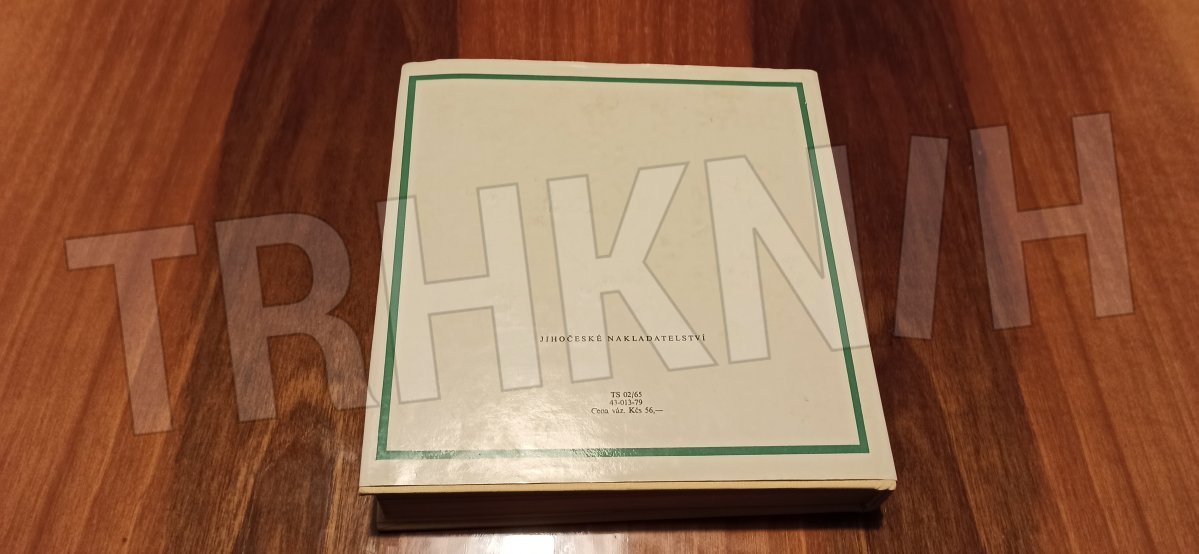 TRHKNIH
JIHOČESKÉ NAKLADATELSTVÍ
TS 02/65
43-013-79
Cena váz. Kčs 56,—